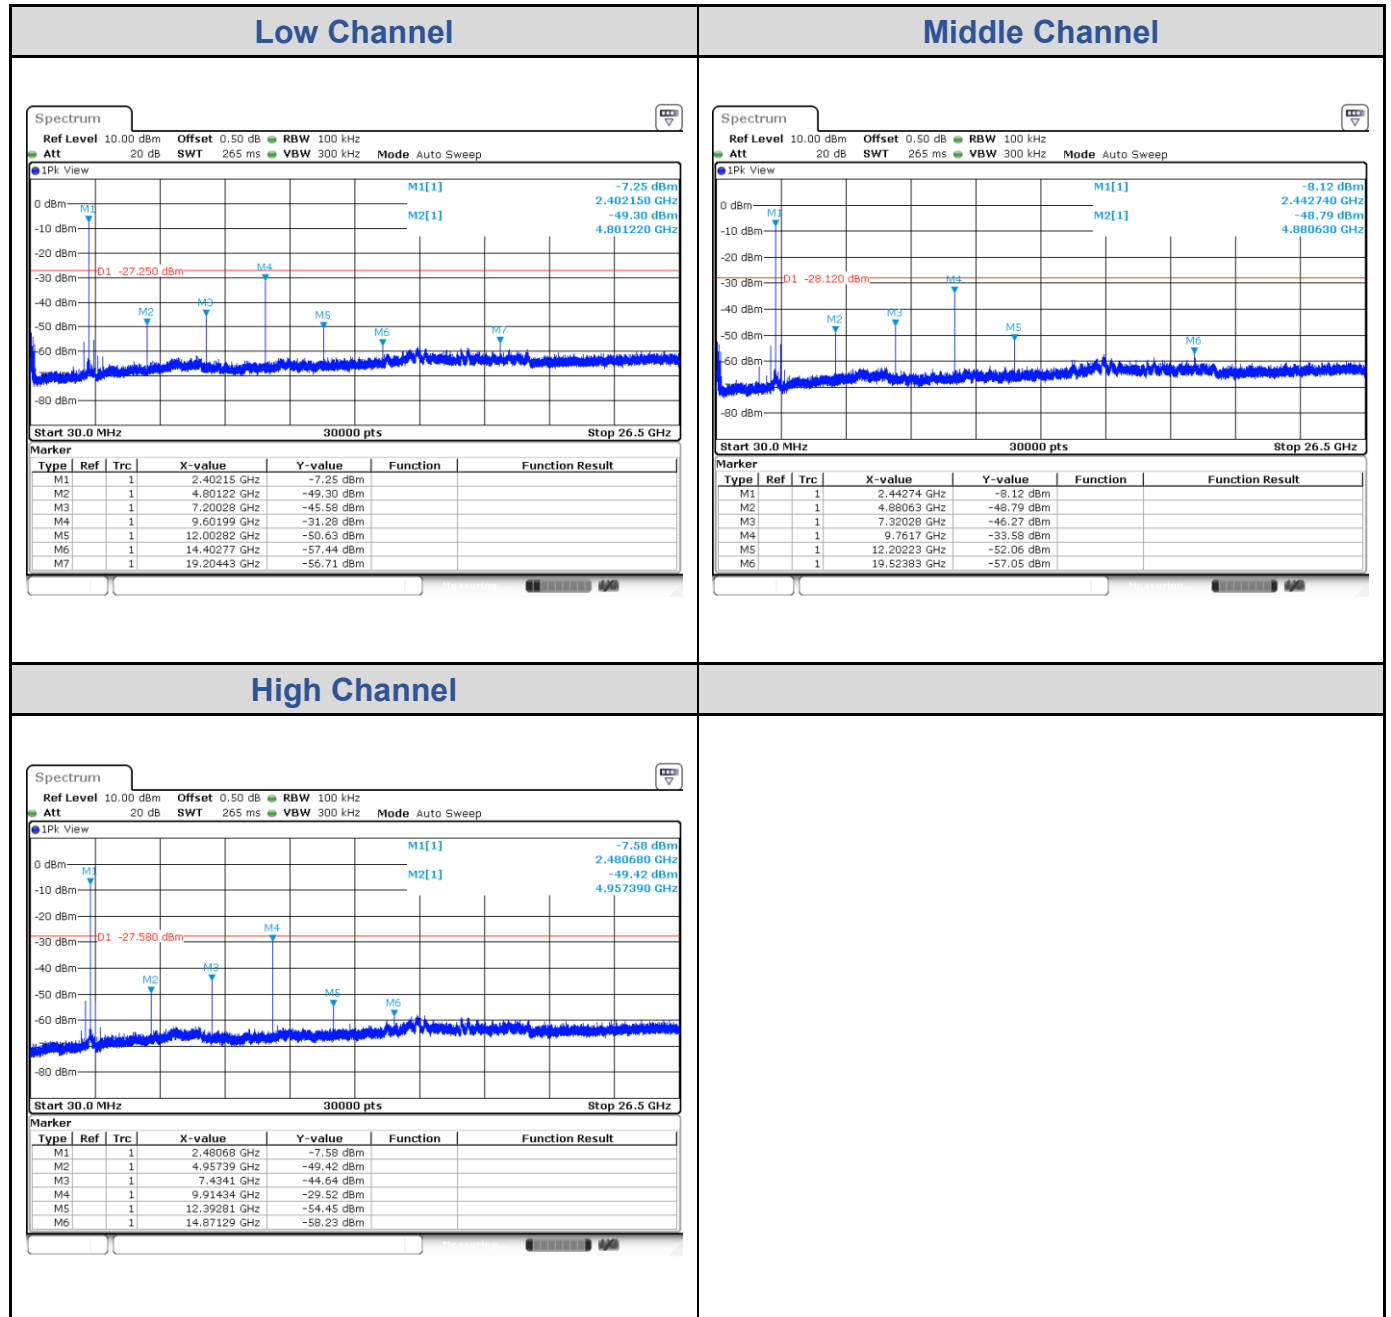 Low Channel
Middle Channel
Spectrum
Ref Level 10.00 dBm Offset 0.50 dB RBW 100 kHz
Att 20 dB SWT 265 ms VBW 300 kHz Mode Auto Sweep
1Pk View
M1[1] -7.25 dBm
2.402150 GHz
M2[1] -49.30 dBm
4.801220 GHz
0 dBm
M1
-10 dBm
-20 dBm
D1 -27.250 dBm
M4
-30 dBm
-40 dBm
M2
M3
M5
-50 dBm
M6
M7
-60 dBm
-80 dBm
Start 30.0 MHz 30000 pts Stop 26.5 GHz
Marker
Type Ref Trc X-value Y-value Function Function Result
M1 1 2.40215 GHz -7.25 dBm
M2 1 4.80122 GHz -49.30 dBm
M3 1 7.20028 GHz -45.58 dBm
M4 1 9.60199 GHz -31.28 dBm
M5 1 12.00282 GHz -50.63 dBm
M6 1 14.40277 GHz -57.44 dBm
M7 1 19.20443 GHz -56.71 dBm
Spectrum
Ref Level 10.00 dBm Offset 0.50 dB RBW 100 kHz
Att 20 dB SWT 265 ms VBW 300 kHz Mode Auto Sweep
1Pk View
M1[1] -8.12 dBm
2.442740 GHz
M2[1] -48.79 dBm
4.880630 GHz
0 dBm
M1
-10 dBm
-20 dBm
D1 -28.120 dBm
M4
-30 dBm
-40 dBm
M2
M3
M5
-50 dBm
M6
-60 dBm
-80 dBm
Start 30.0 MHz 30000 pts Stop 26.5 GHz
Marker
Type Ref Trc X-value Y-value Function Function Result
M1 1 2.44274 GHz -8.12 dBm
M2 1 4.88063 GHz -48.79 dBm
M3 1 7.32028 GHz -46.27 dBm
M4 1 9.7617 GHz -33.58 dBm
M5 1 12.20223 GHz -52.06 dBm
M6 1 19.52383 GHz -57.05 dBm
High Channel
Spectrum
Ref Level 10.00 dBm Offset 0.50 dB RBW 100 kHz
Att 20 dB SWT 265 ms VBW 300 kHz Mode Auto Sweep
1Pk View
M1[1] -7.58 dBm
2.480680 GHz
M2[1] -49.42 dBm
4.957390 GHz
0 dBm
M1
-10 dBm
-20 dBm
M4
D1 -27.580 dBm
-30 dBm
-40 dBm
M3
M2
M5
-50 dBm
M6
-60 dBm
-80 dBm
Start 30.0 MHz 30000 pts Stop 26.5 GHz
Marker
Type Ref Trc X-value Y-value Function Function Result
M1 1 2.48068 GHz -7.58 dBm
M2 1 4.95739 GHz -49.42 dBm
M3 1 7.4341 GHz -44.64 dBm
M4 1 9.91434 GHz -29.52 dBm
M5 1 12.39281 GHz -54.45 dBm
M6 1 14.87129 GHz -58.23 dBm